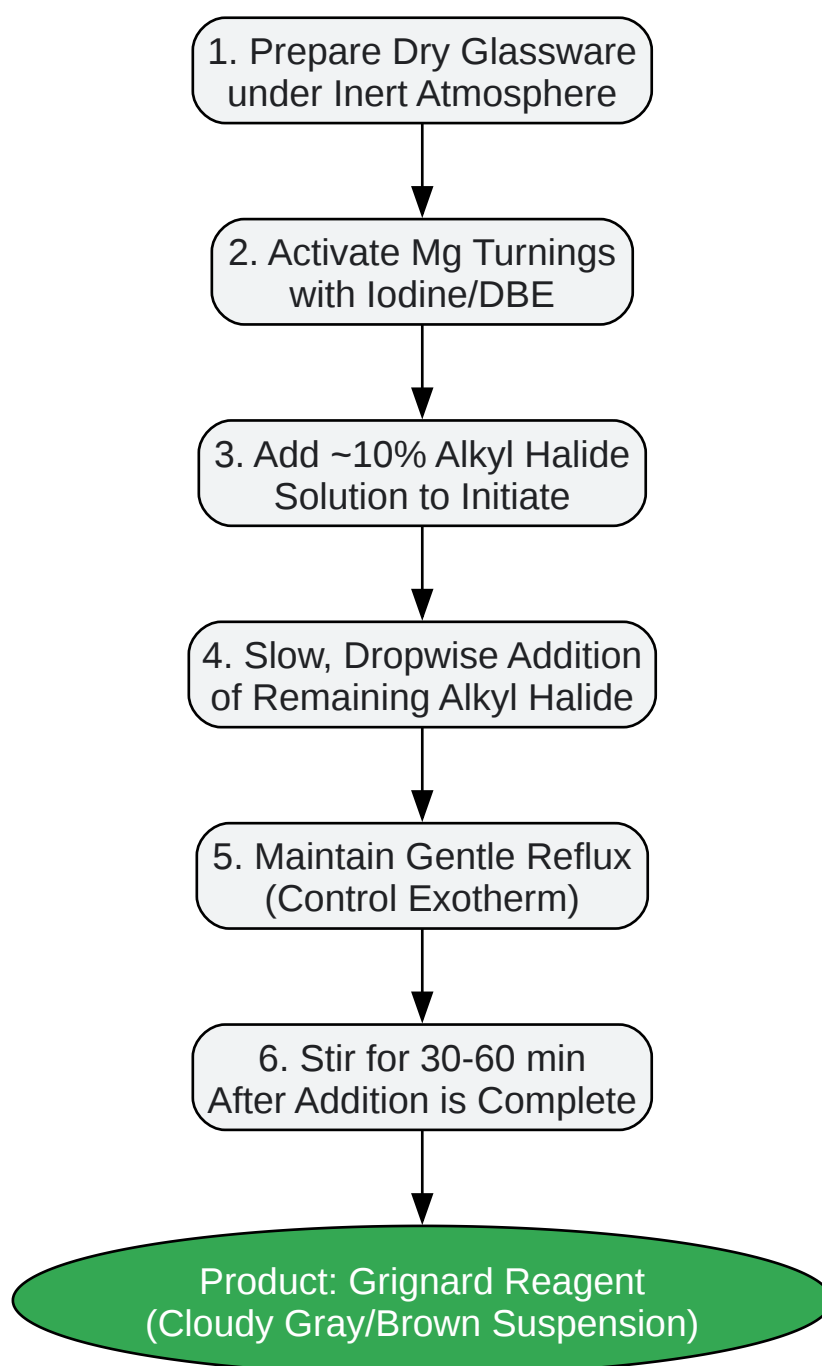 1. Prepare Dry Glassware
under Inert Atmosphere
2. Activate Mg Turnings
with Iodine/DBE
3. Add ~10% Alkyl Halide
Solution to Initiate
4. Slow, Dropwise Addition
of Remaining Alkyl Halide
5. Maintain Gentle Reflux
(Control Exotherm)
6. Stir for 30-60 min
After Addition is Complete
Product: Grignard Reagent
(Cloudy Gray/Brown Suspension)